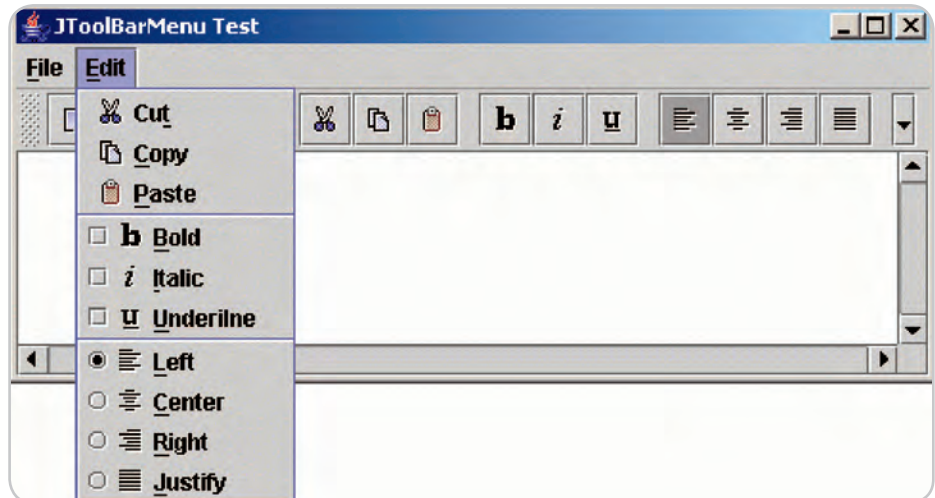 JToolBarMenu Test
File Edit
Cut
Copy
Paste
b Bold
i Italic
u Underilne
Left
Center
Right
Justify
b i u